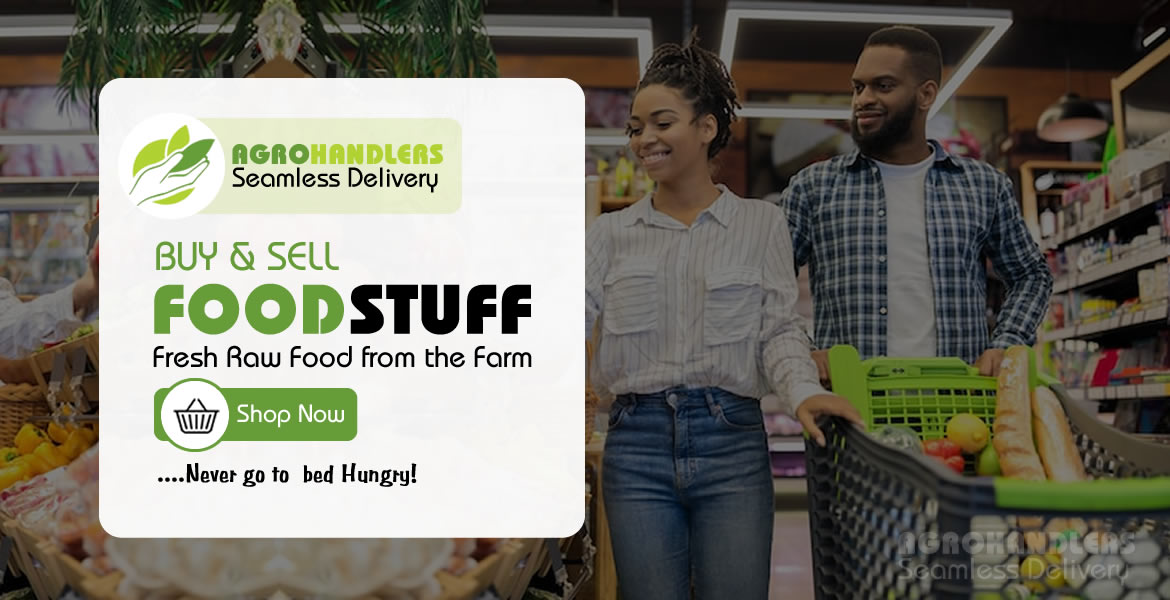 AGROHANDLERS
Seamless Delivery
BUY & SELL
FOODSTUFF
Fresh Raw Food from the Farm
Shop Now
....Never go to bed Hungry!
AGROHANDLERS
Seamless Delivery